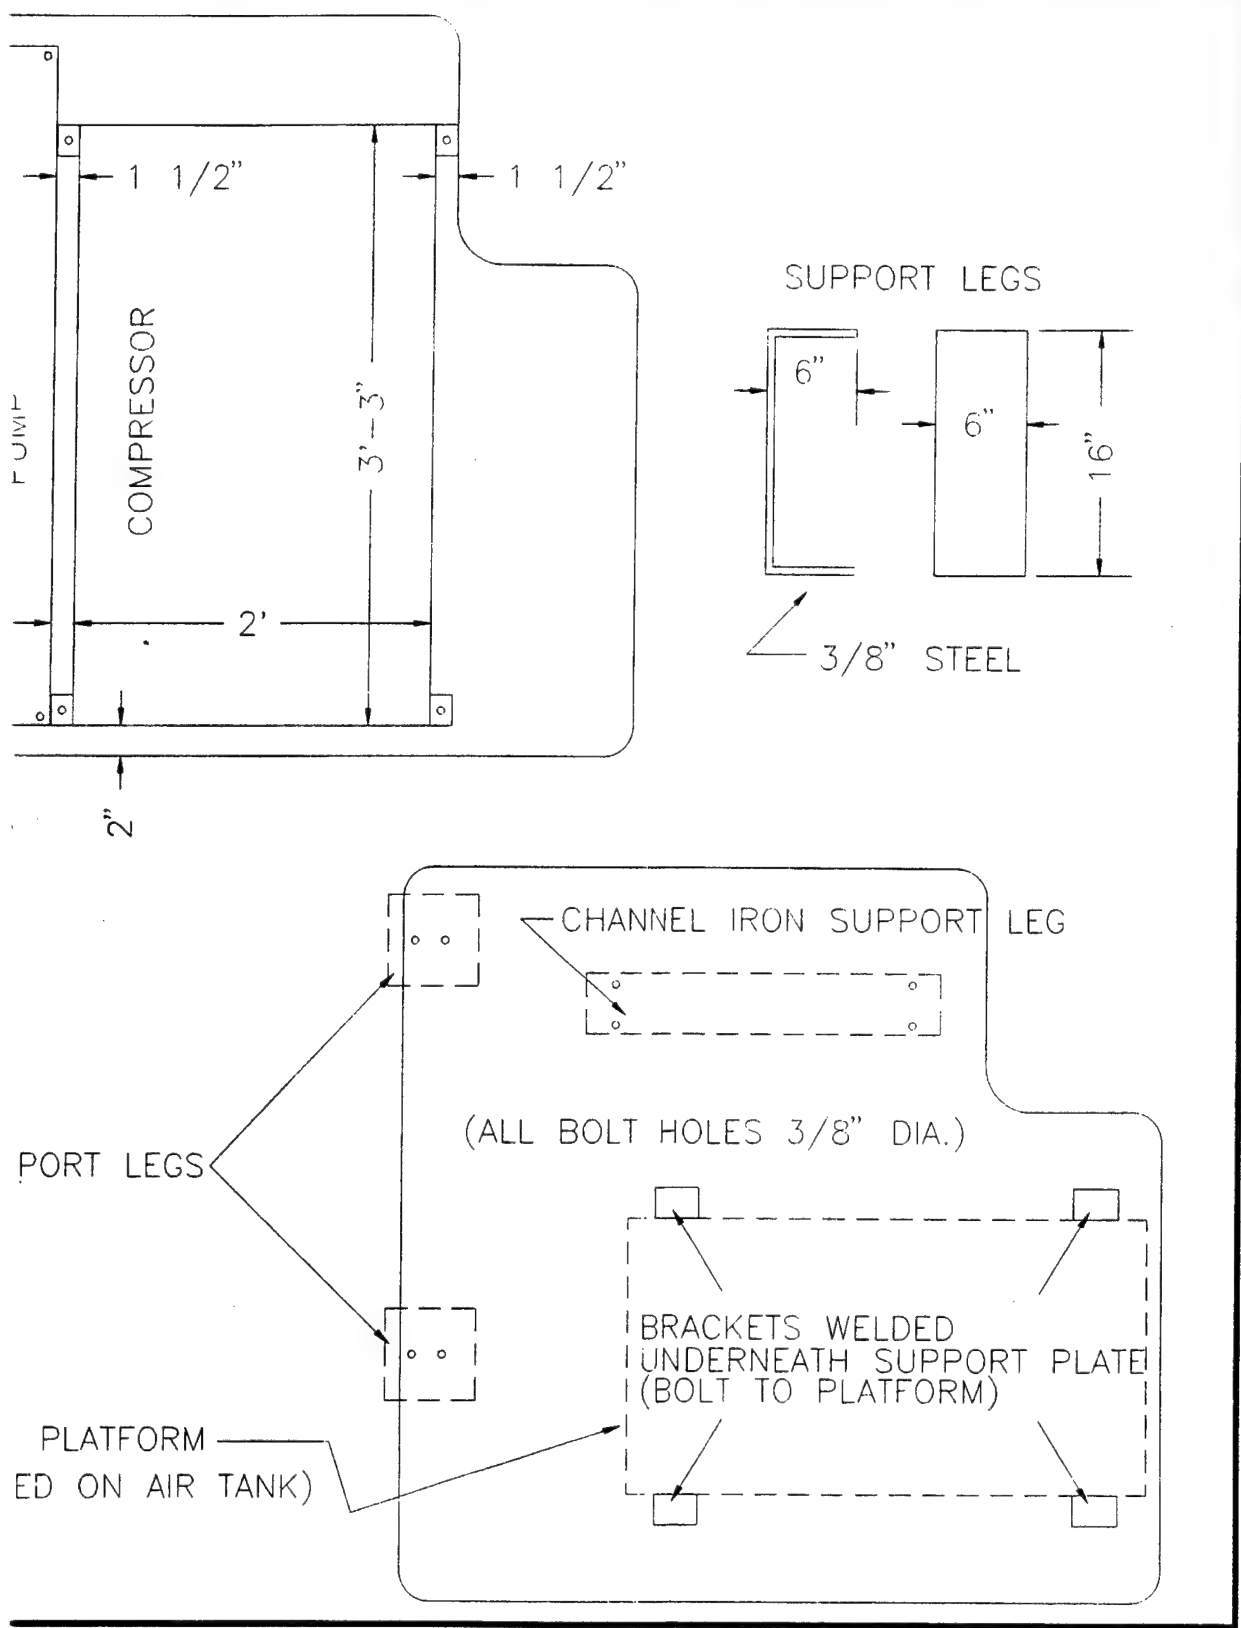 1 1/2"
1 1/2"
SUPPORT LEGS
6"
6"
16"
COMPRESSOR
3'-3"
2'
3/8" STEEL
2"
CHANNEL IRON SUPPORT LEG
(ALL BOLT HOLES 3/8" DIA.)
PORT LEGS
BRACKETS WELDED
UNDERNEATH SUPPORT PLATE
(BOLT TO PLATFORM)
PLATFORM
ED ON AIR TANK)